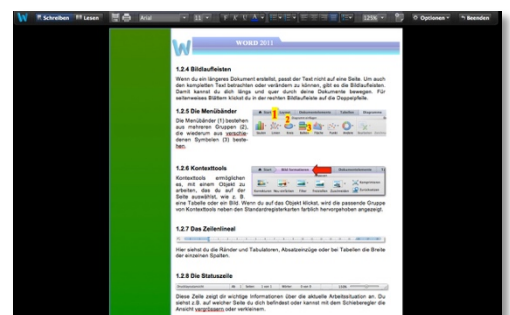 W Schreiben Lesen Arial 11 F K U A 125% Optionen Beenden
W WORD 2011
1.2.4 Bildlaufleisten
Wenn du ein längeres Dokument erstellst, passt der Text nicht auf eine Seite. Um auch
den kompletten Text betrachten oder verändern zu können, gibt es die Bildlaufleisten.
Damit kannst du dich längs und quer durch deine Dokumente bewegen. Für
seitenweises Blättern klickst du in der rechten Bildlaufleiste auf die Doppelpfeile.
1.2.5 Die Menübänder
Die Menübänder (1) bestehen
aus mehreren Gruppen (2),
die wiederum aus verschie-
denen Symbolen (3) beste-
hen.
1
2
3
1.2.6 Kontexttools
Kontexttools ermöglichen
es, mit einem Objekt zu
arbeiten, das du auf der
Seite auswählst, wie z. B.
eine Tabelle oder ein Bild. Wenn du auf das Objekt klickst, wird die passende Gruppe
von Kontexttools neben den Standardregisterkarten farblich hervorgehoben angezeigt.
1.2.7 Das Zeilenlineal
Hier siehst du die Ränder und Tabulatoren, Absatzeinzüge oder bei Tabellen die Breite
der einzelnen Spalten.
1.2.8 Die Statuszeile
Diese Zeile zeigt dir wichtige Informationen über die aktuelle Arbeitssituation an. Du
siehst z.B. auf welcher Seite du dich befindest oder kannst mit dem Schieberegler die
Ansicht vergrössern oder verkleinern.